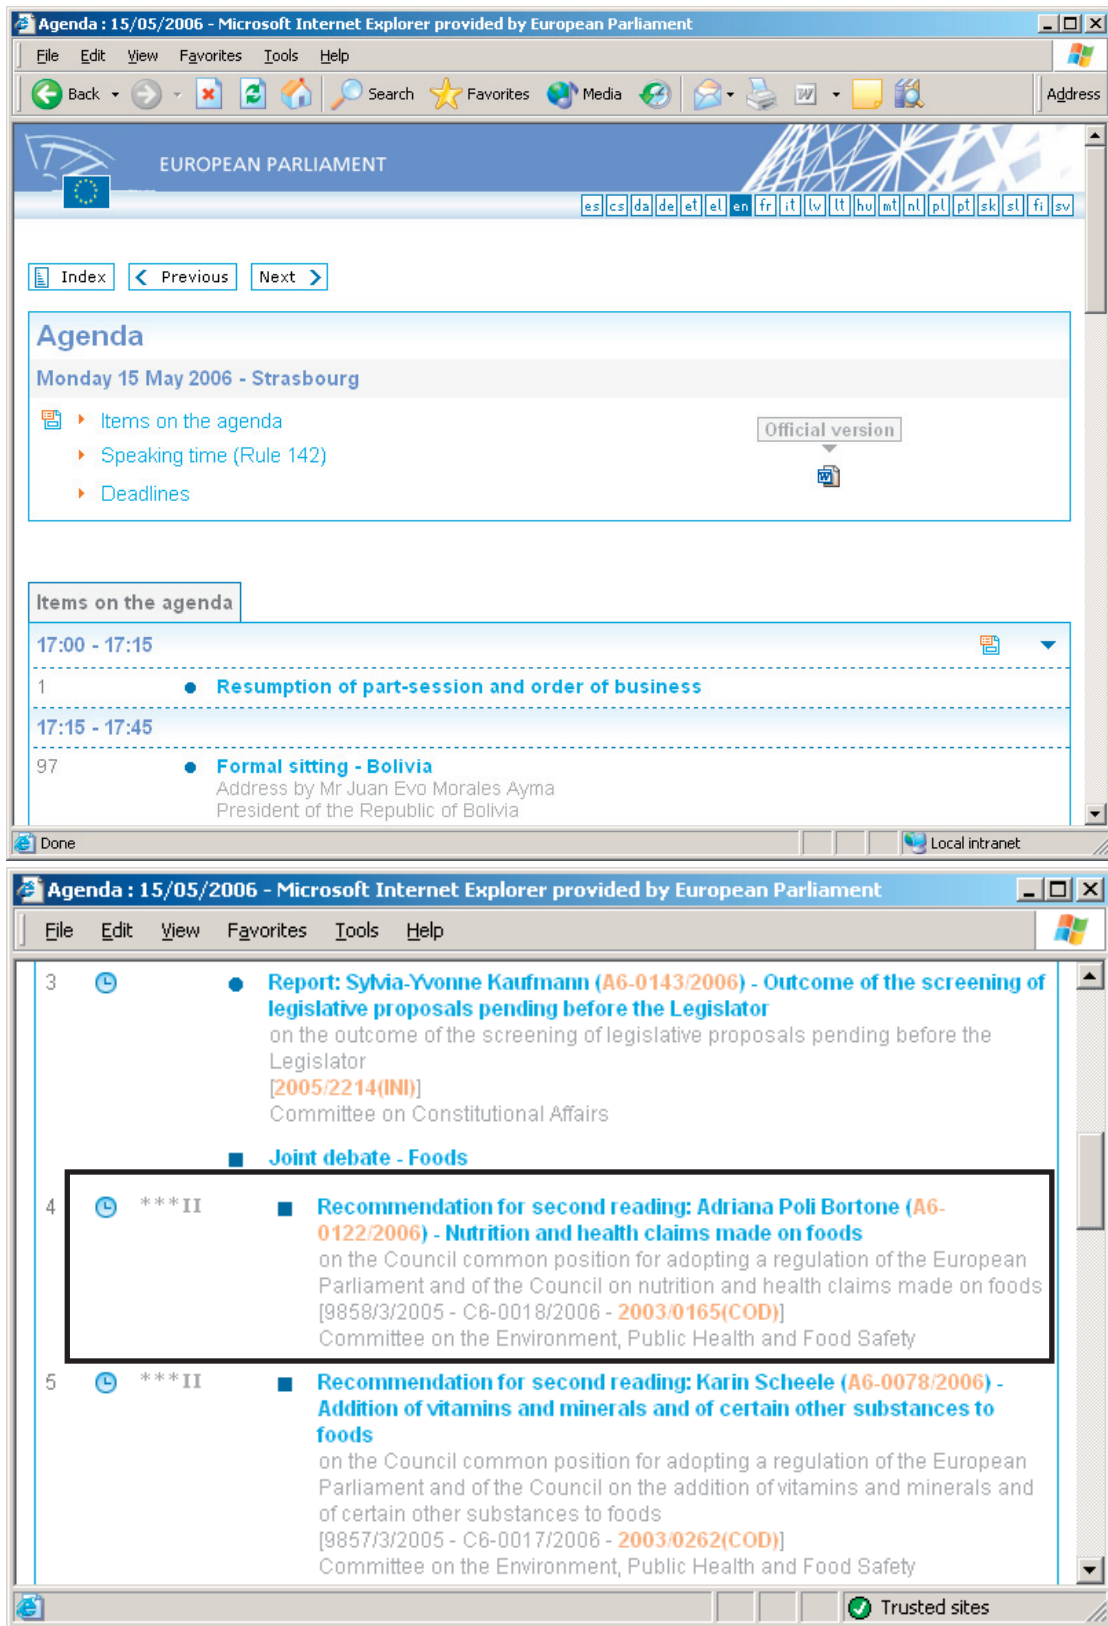 Agenda : 15/05/2006 - Microsoft Internet Explorer provided by European Parliament
File Edit View Favorites Tools Help
Back Search Favorites Media Address
EUROPEAN PARLIAMENT
es cs da de et el en fr it lv lt hu mt nl pl pt sk sl fi sv
Index Previous Next
Agenda
Monday 15 May 2006 - Strasbourg
Items on the agenda
Official version
Speaking time (Rule 142)
Deadlines
Items on the agenda
17:00 - 17:15
1 Resumption of part-session and order of business
17:15 - 17:45
97 Formal sitting - Bolivia
Address by Mr Juan Evo Morales Ayma
President of the Republic of Bolivia
Done Local intranet
Agenda : 15/05/2006 - Microsoft Internet Explorer provided by European Parliament
File Edit View Favorites Tools Help
3 Report: Sylvia-Yvonne Kaufmann (A6-0143/2006) - Outcome of the screening of
legislative proposals pending before the Legislator
on the outcome of the screening of legislative proposals pending before the
Legislator
[2005/2214(INI)]
Committee on Constitutional Affairs
Joint debate - Foods
4 ***II Recommendation for second reading: Adriana Poli Bortone (A6-
0122/2006) - Nutrition and health claims made on foods
on the Council common position for adopting a regulation of the European
Parliament and of the Council on nutrition and health claims made on foods
[9858/3/2005 - C6-0018/2006 - 2003/0165(COD)]
Committee on the Environment, Public Health and Food Safety
5 ***II Recommendation for second reading: Karin Scheele (A6-0078/2006) -
Addition of vitamins and minerals and of certain other substances to
foods
on the Council common position for adopting a regulation of the European
Parliament and of the Council on the addition of vitamins and minerals and
of certain other substances to foods
[9857/3/2005 - C6-0017/2006 - 2003/0262(COD)]
Committee on the Environment, Public Health and Food Safety
Trusted sites